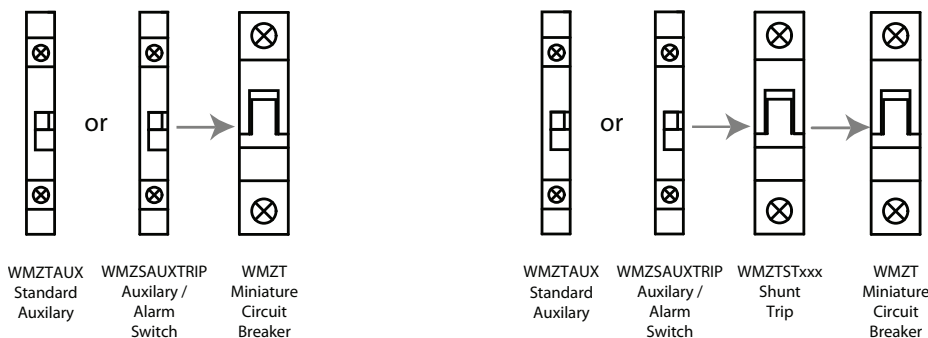 or
WMZTAUX
Standard
Auxilary
WMZSAUXTRIP
Auxilary /
Alarm
Switch
WMZT
Miniature
Circuit
Breaker
or
WMZTAUX
Standard
Auxilary
WMZSAUXTRIP
Auxilary /
Alarm
Switch
WMZTSTxxx
Shunt
Trip
WMZT
Miniature
Circuit
Breaker